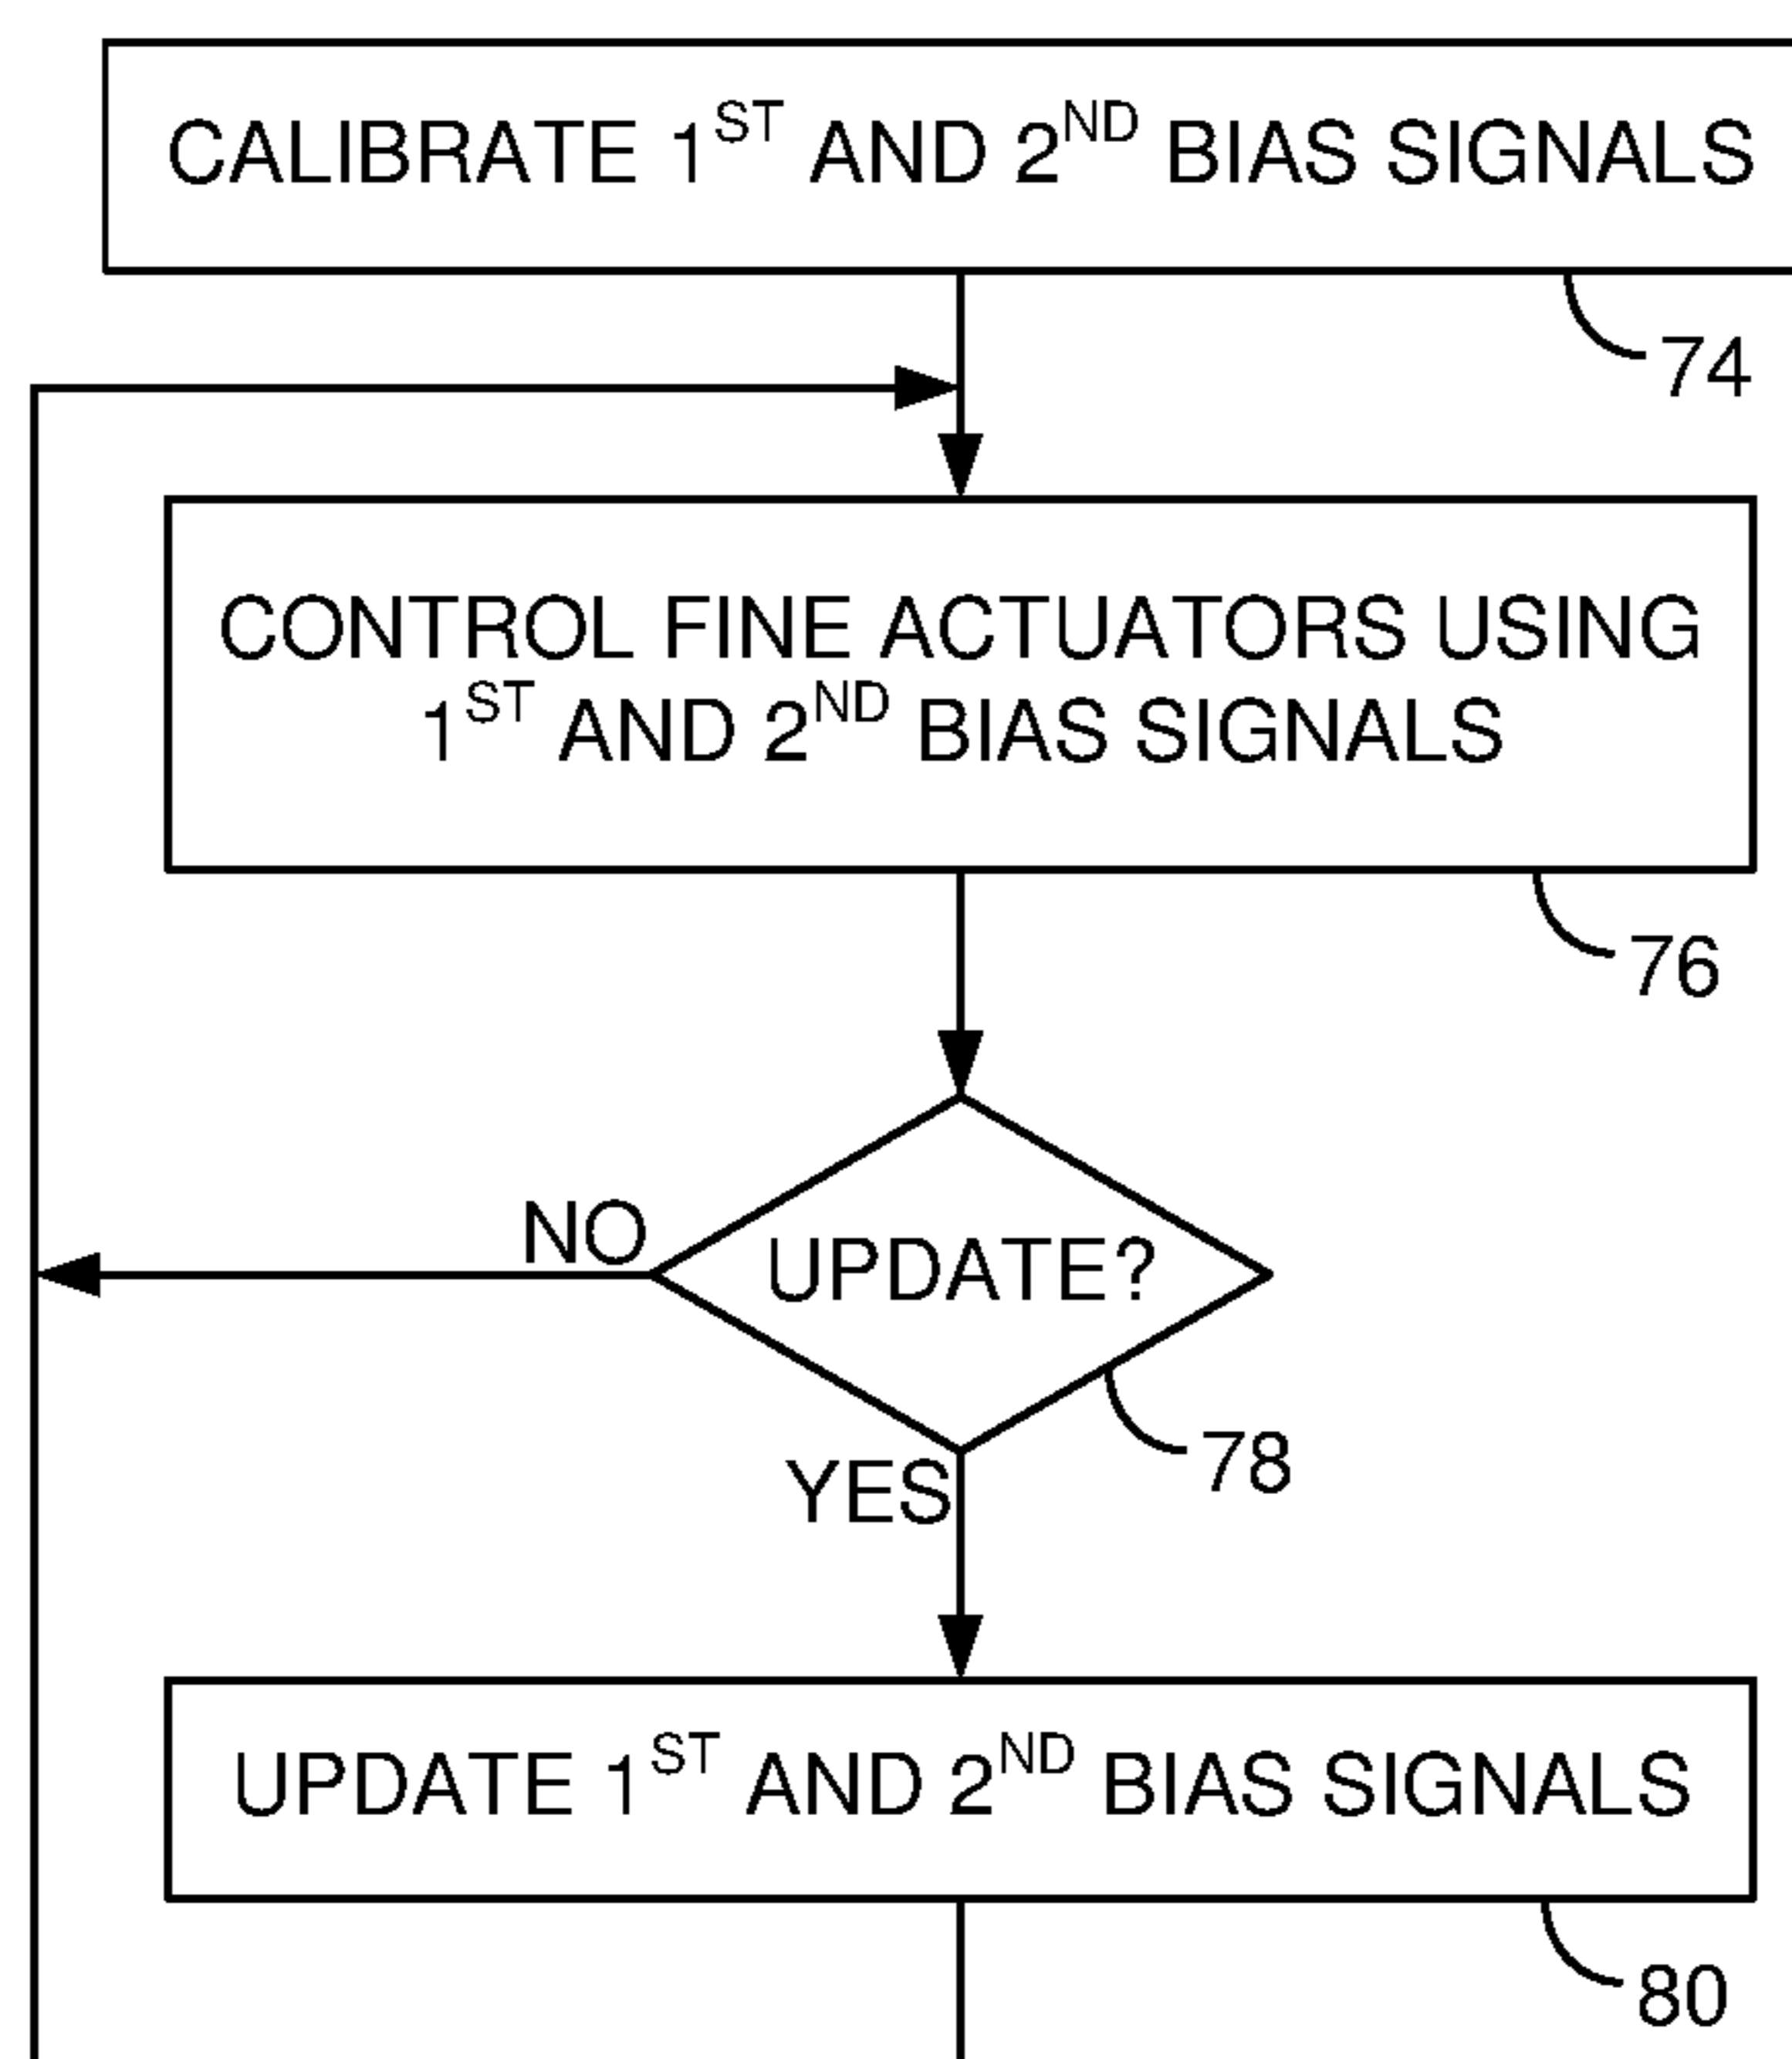 CALIBRATE 1ST AND 2ND BIAS SIGNALS
74
CONTROL FINE ACTUATORS USING
1ST AND 2ND BIAS SIGNALS
76
NO
UPDATE?
78
YES
UPDATE 1ST AND 2ND BIAS SIGNALS
80